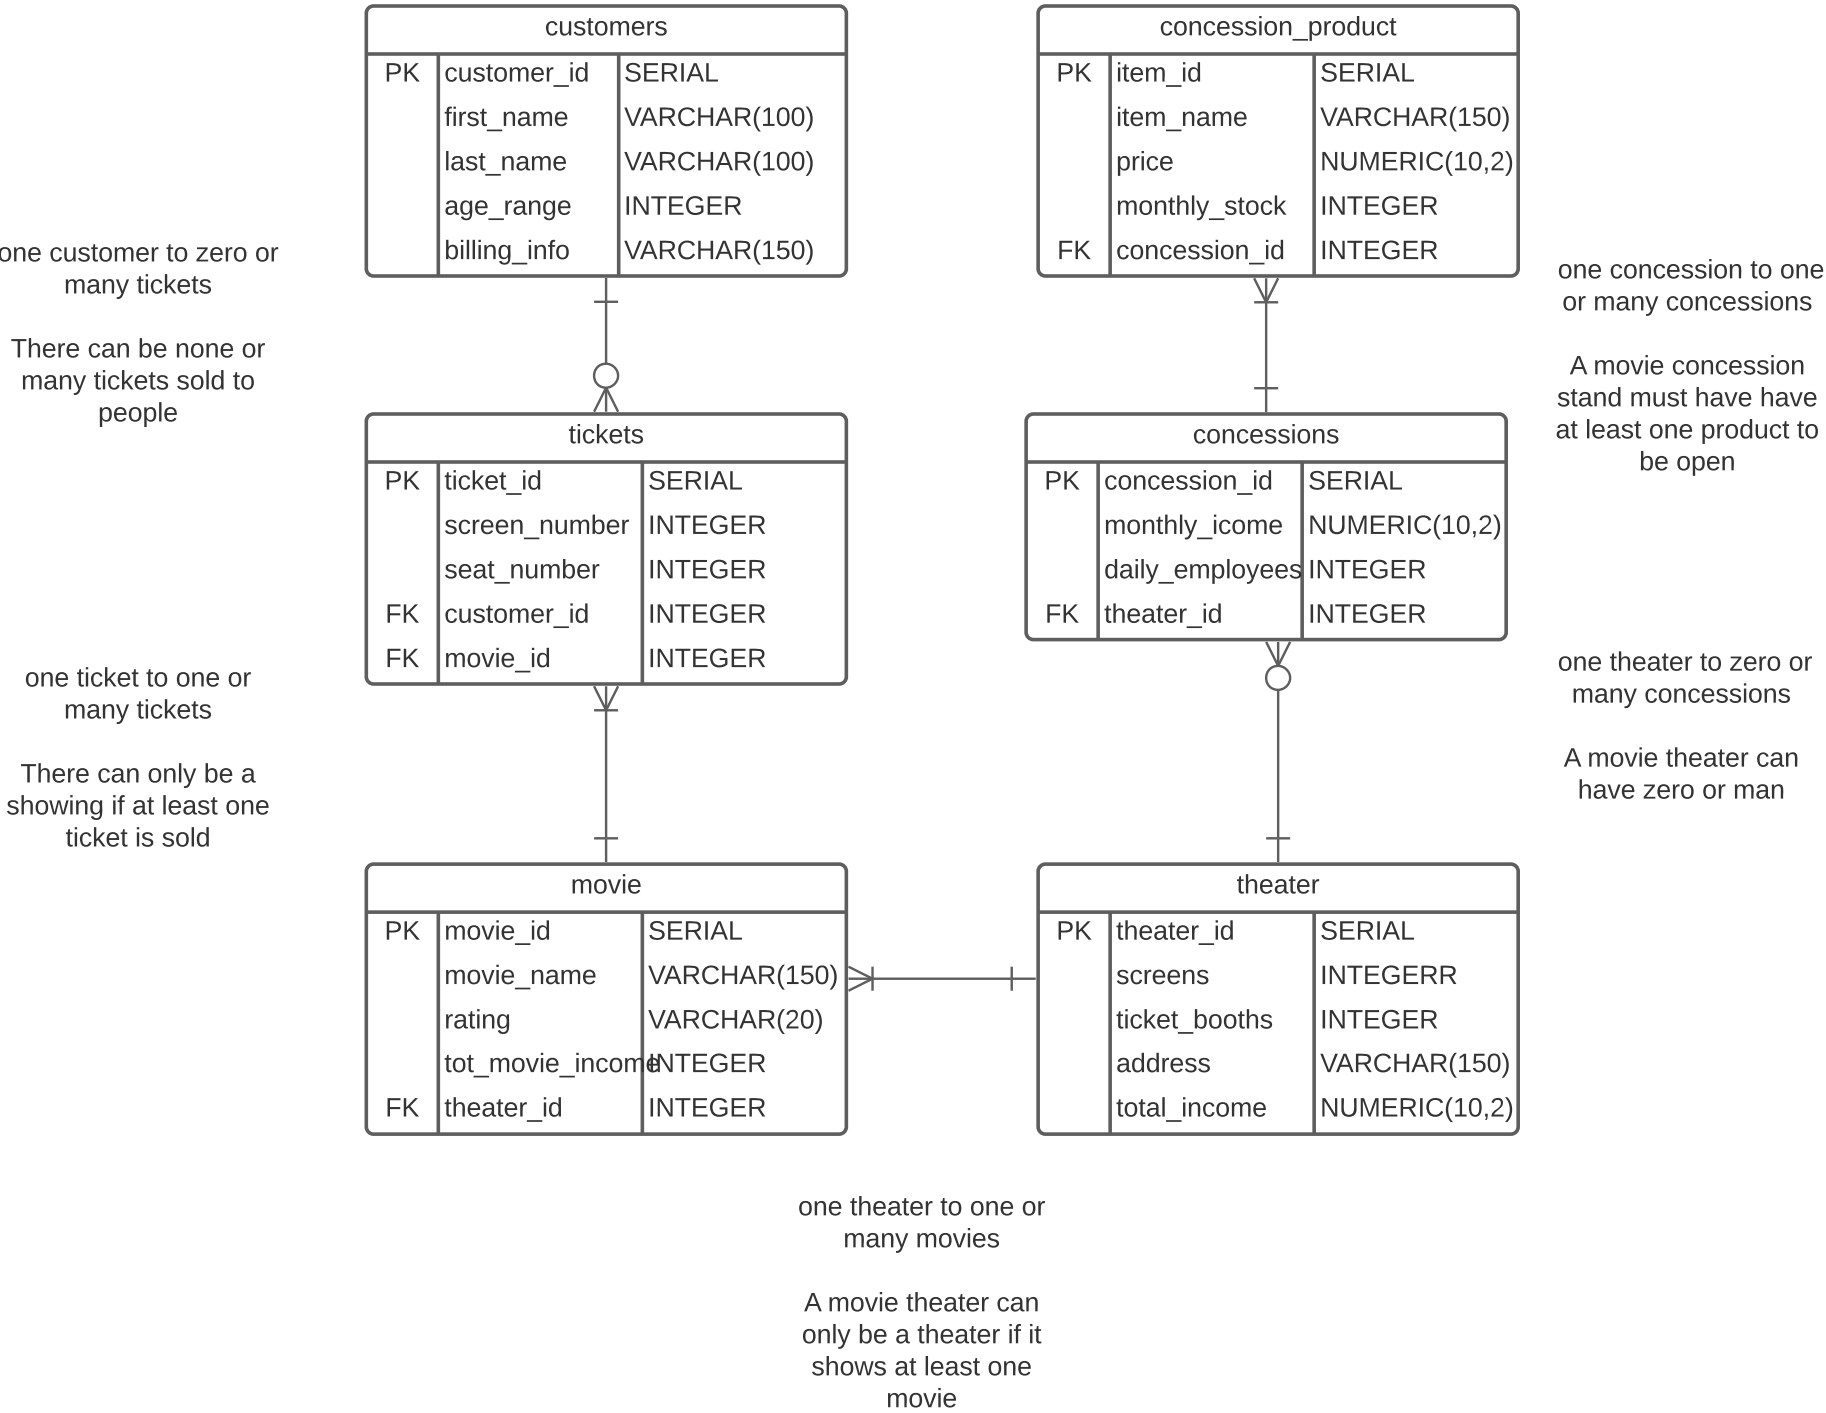 customers
PK customer_id SERIAL
first_name VARCHAR(100)
last_name VARCHAR(100)
age_range INTEGER
billing_info VARCHAR(150)
concession_product
PK item_id SERIAL
item_name VARCHAR(150)
price NUMERIC(10,2)
monthly_stock INTEGER
FK concession_id INTEGER
one customer to zero or
many tickets
There can be none or
many tickets sold to
people
one concession to one
or many concessions
A movie concession
stand must have have
at least one product to
be open
tickets
PK ticket_id SERIAL
screen_number INTEGER
seat_number INTEGER
FK customer_id INTEGER
FK movie_id INTEGER
concessions
PK concession_id SERIAL
monthly_icome NUMERIC(10,2)
daily_employees INTEGER
FK theater_id INTEGER
one ticket to one or
many tickets
There can only be a
showing if at least one
ticket is sold
one theater to zero or
many concessions
A movie theater can
have zero or man
movie
PK movie_id SERIAL
movie_name VARCHAR(150)
rating VARCHAR(20)
tot_movie_income INTEGER
FK theater_id INTEGER
theater
PK theater_id SERIAL
screens INTEGERR
ticket_booths INTEGER
address VARCHAR(150)
total_income NUMERIC(10,2)
one theater to one or
many movies
A movie theater can
only be a theater if it
shows at least one
movie